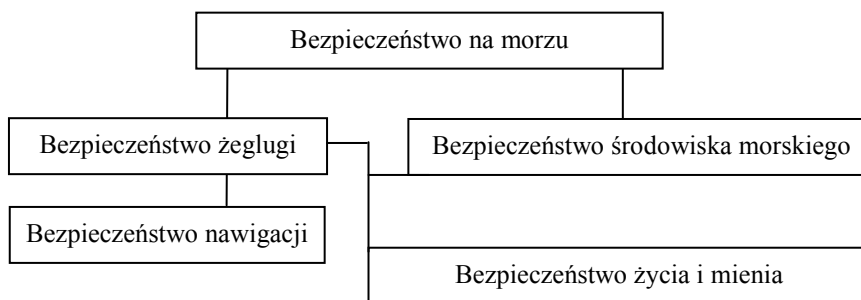 Bezpieczeństwo na morzu
Bezpieczeństwo żeglugi
Bezpieczeństwo środowiska morskiego
Bezpieczeństwo nawigacji
Bezpieczeństwo życia i mienia